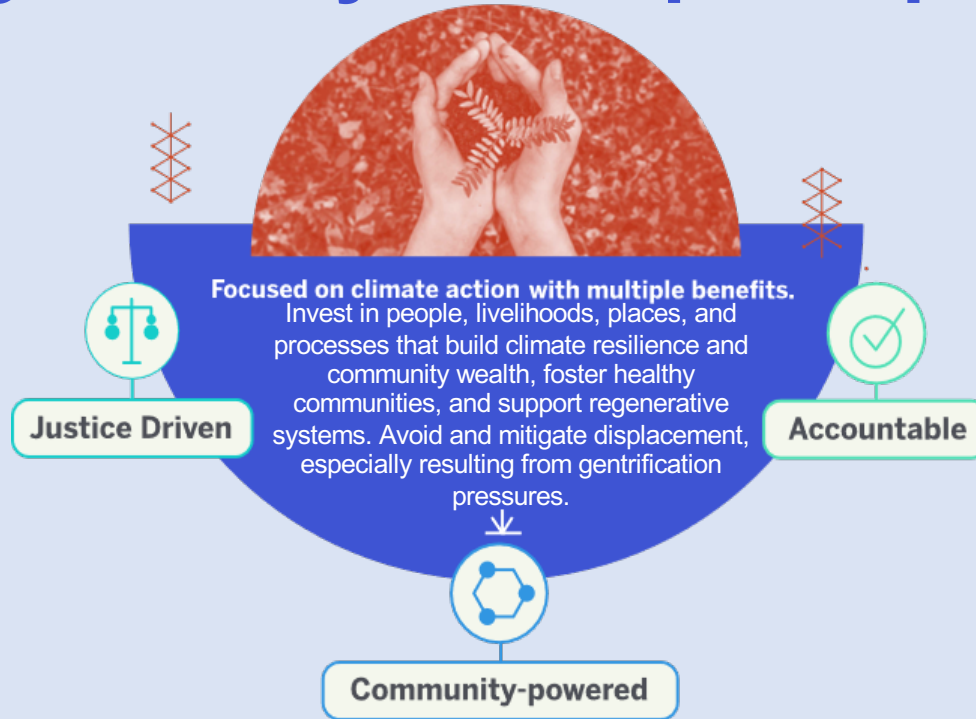 Focused on climate action with multiple benefits.
Invest in people, livelihoods, places, and
processes that build climate resilience and
community wealth, foster healthy
communities, and support regenerative
systems. Avoid and mitigate displacement,
especially resulting from gentrification
pressures.
Justice Driven
Accountable
Community-powered